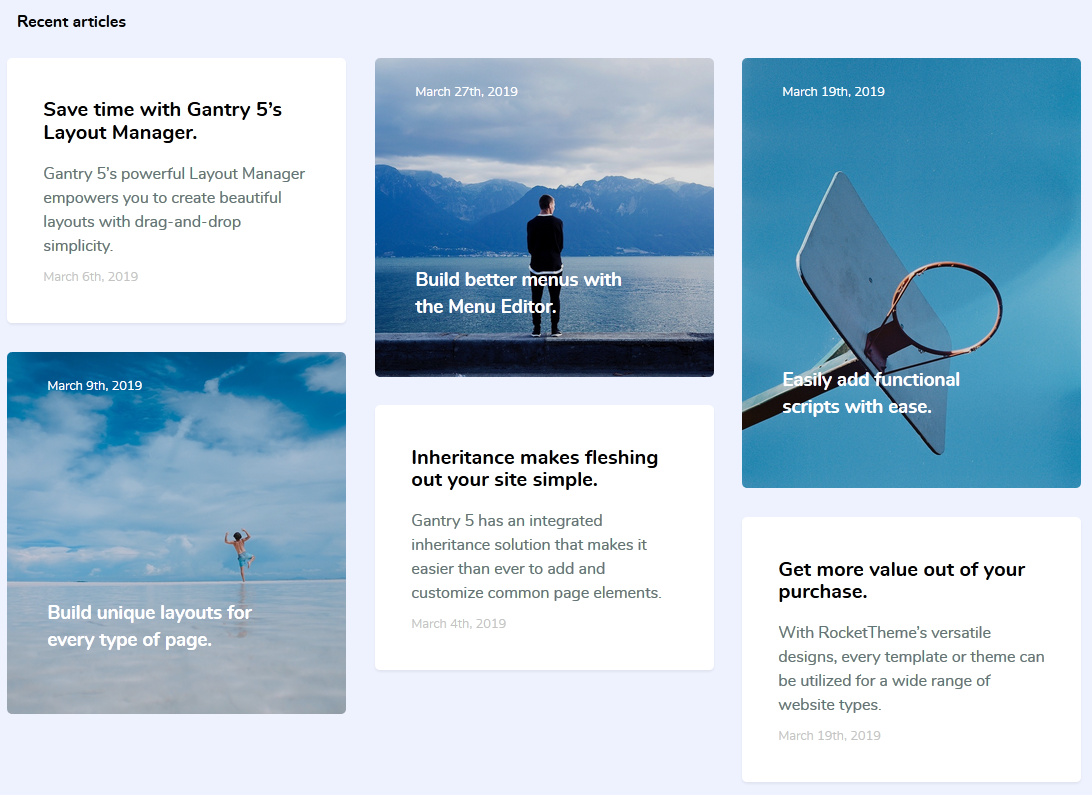 Recent articles
Save time with Gantry 5’s
Layout Manager.
Gantry 5’s powerful Layout Manager
empowers you to create beautiful
layouts with drag-and-drop
simplicity.
March 6th, 2019
March 9th, 2019
Build unique layouts for
every type of page.
March 27th, 2019
Build better menus with
the Menu Editor.
Inheritance makes fleshing
out your site simple.
Gantry 5 has an integrated
inheritance solution that makes it
easier than ever to add and
customize common page elements.
March 4th, 2019
March 19th, 2019
Easily add functional
scripts with ease.
Get more value out of your
purchase.
With RocketTheme’s versatile
designs, every template or theme can
be utilized for a wide range of
website types.
March 19th, 2019